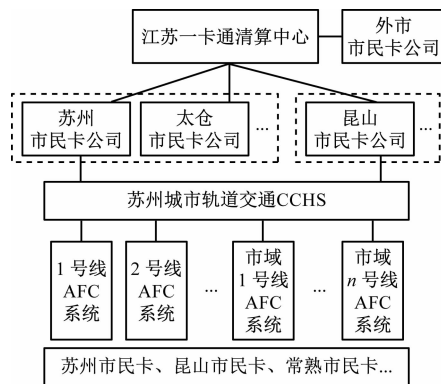 江苏一卡通清算中心
外市
市民卡公司
苏州
市民卡公司
太仓
市民卡公司
...
昆山
市民卡公司
...
苏州城市轨道交通CCHS
1号线
AFC
系统
2号线
AFC
系统
...
市域
1号线
AFC
系统
...
市域
n号线
AFC
系统
苏州市民卡、昆山市民卡、常熟市民卡...